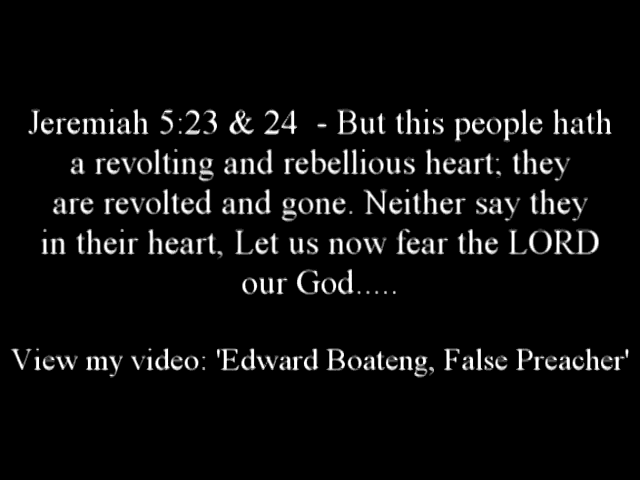 Jeremiah 5:23 & 24  - But this people hath
a revolting and rebellious heart; they
are revolted and gone. Neither say they
in their heart, Let us now fear the LORD
our God.....
View my video: 'Edward Boateng, False Preacher'